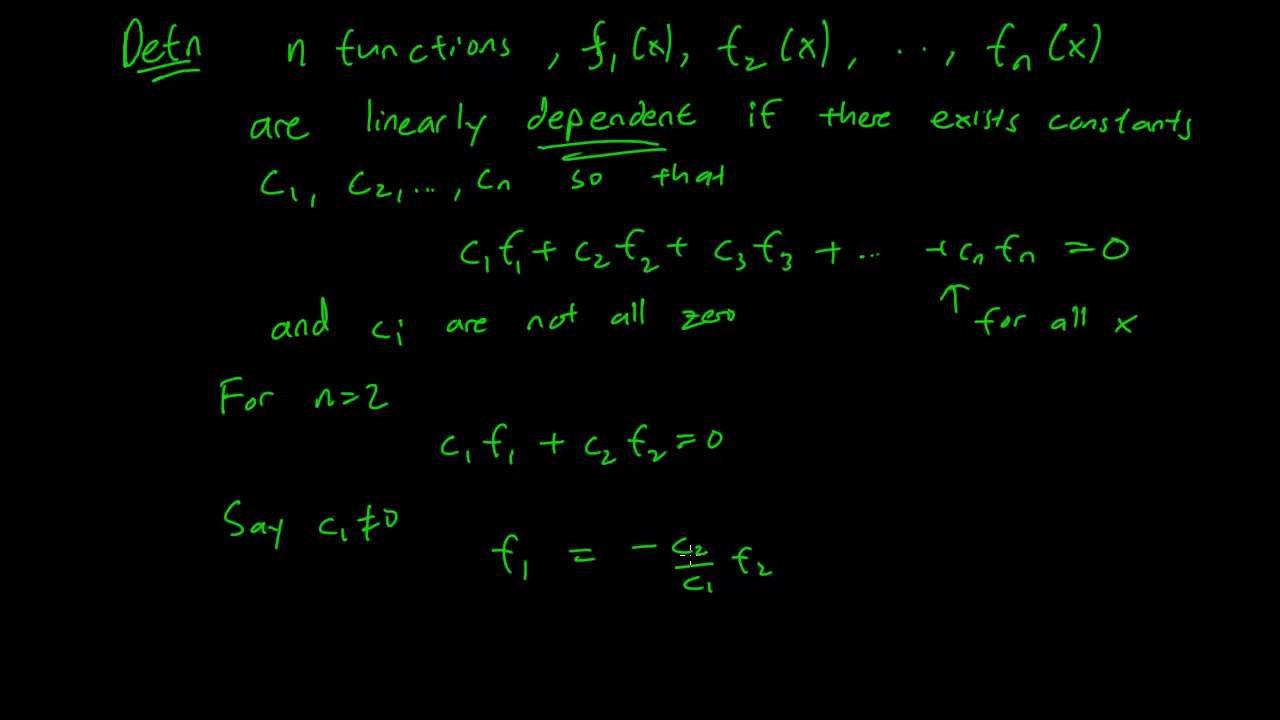 Defn n functions, f₁(x), f₂(x), ..., fₙ(x)
are linearly dependent if there exists constants
c₁, c₂, ..., cₙ so that
c₁f₁ + c₂f₂ + c₃f₃ + ... + cₙfₙ = 0
and cᵢ are not all zero
↑ for all x
For n=2
c₁f₁ + c₂f₂ = 0
Say c₁ ≠ 0
f₁ = - c₂/c₁ f₂